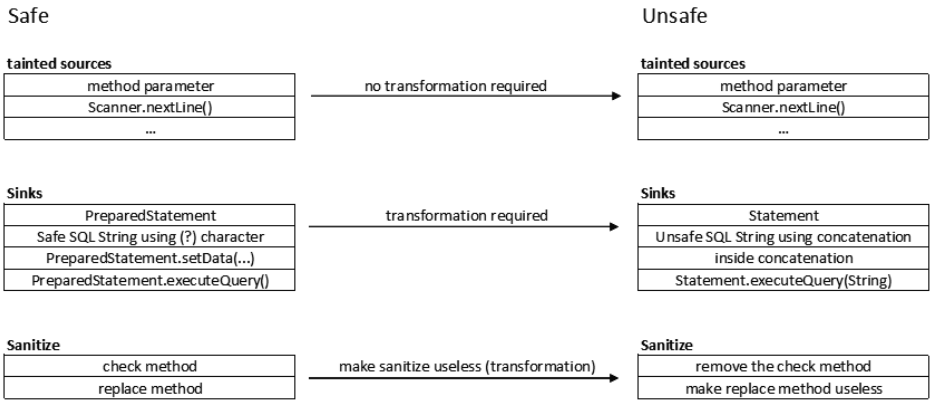 Safe
Unsafe
tainted sources
method parameter
Scanner.nextLine()
...
no transformation required
tainted sources
method parameter
Scanner.nextLine()
...
Sinks
PreparedStatement
Safe SQL String using (?) character
PreparedStatement.setData(...)
PreparedStatement.executeQuery()
transformation required
Sinks
Statement
Unsafe SQL String using concatenation
inside concatenation
Statement.executeQuery(String)
Sanitize
check method
replace method
make sanitize useless (transformation)
Sanitize
remove the check method
make replace method useless